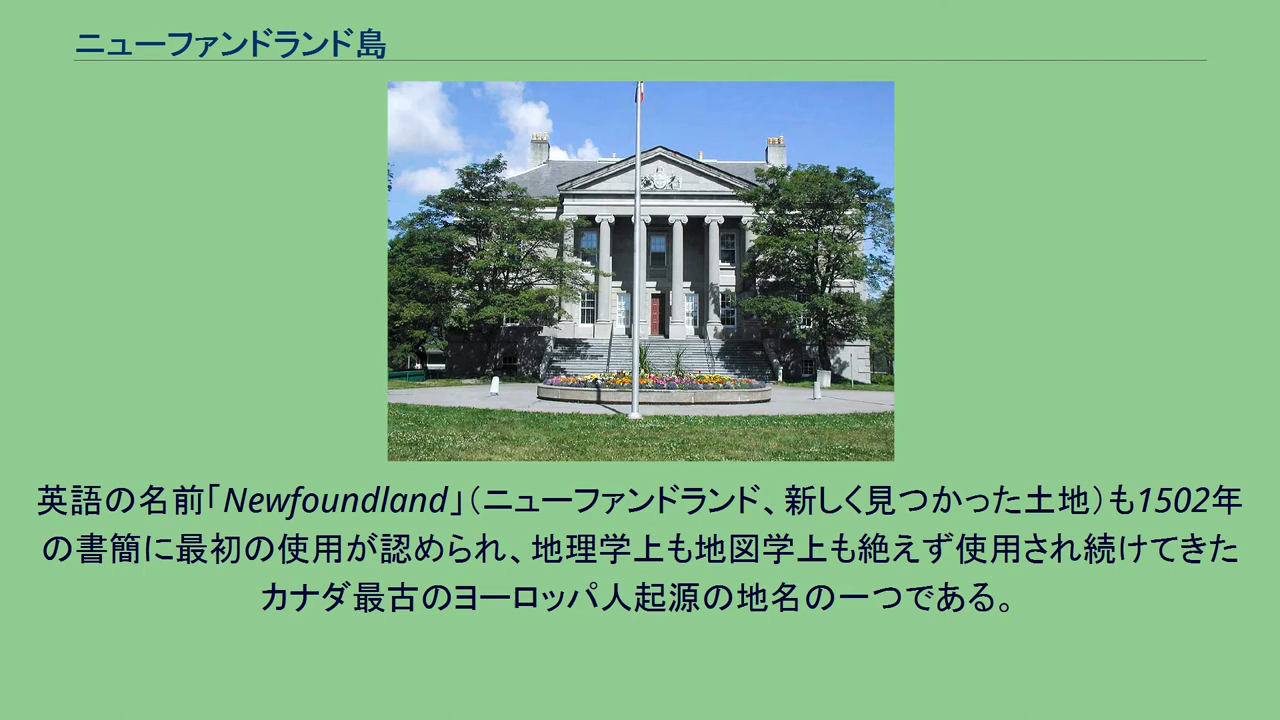 ニューファンドランド島
英語の名前「Newfoundland」（ニューファンドランド、新しく見つかった土地）も1502年
の書簡に最初の使用が認められ、地理学上も地図学上も絶えず使用され続けてきた
カナダ最古のヨーロッパ人起源の地名の一つである。